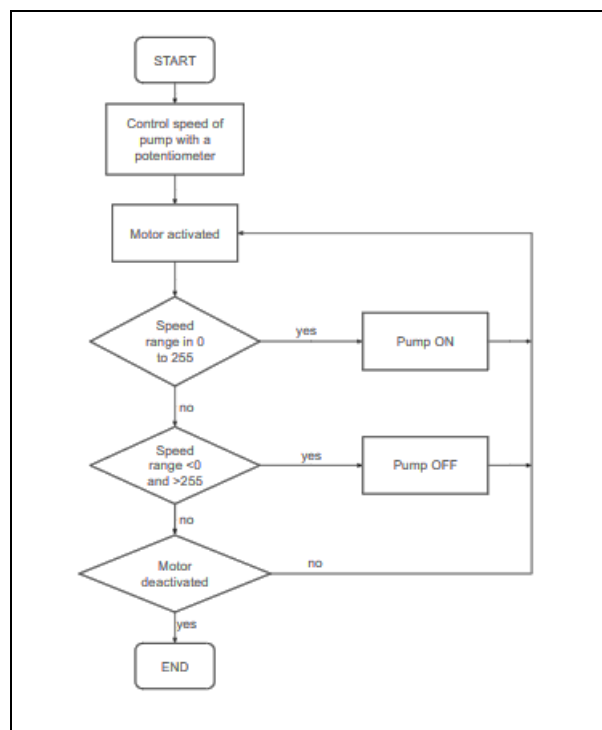 START
Control speed of
pump with a
potentiometer
Motor activated
Speed
range in 0
to 255
yes
Pump ON
no
Speed
range <0
and >255
yes
Pump OFF
no
Motor
deactivated
no
yes
END